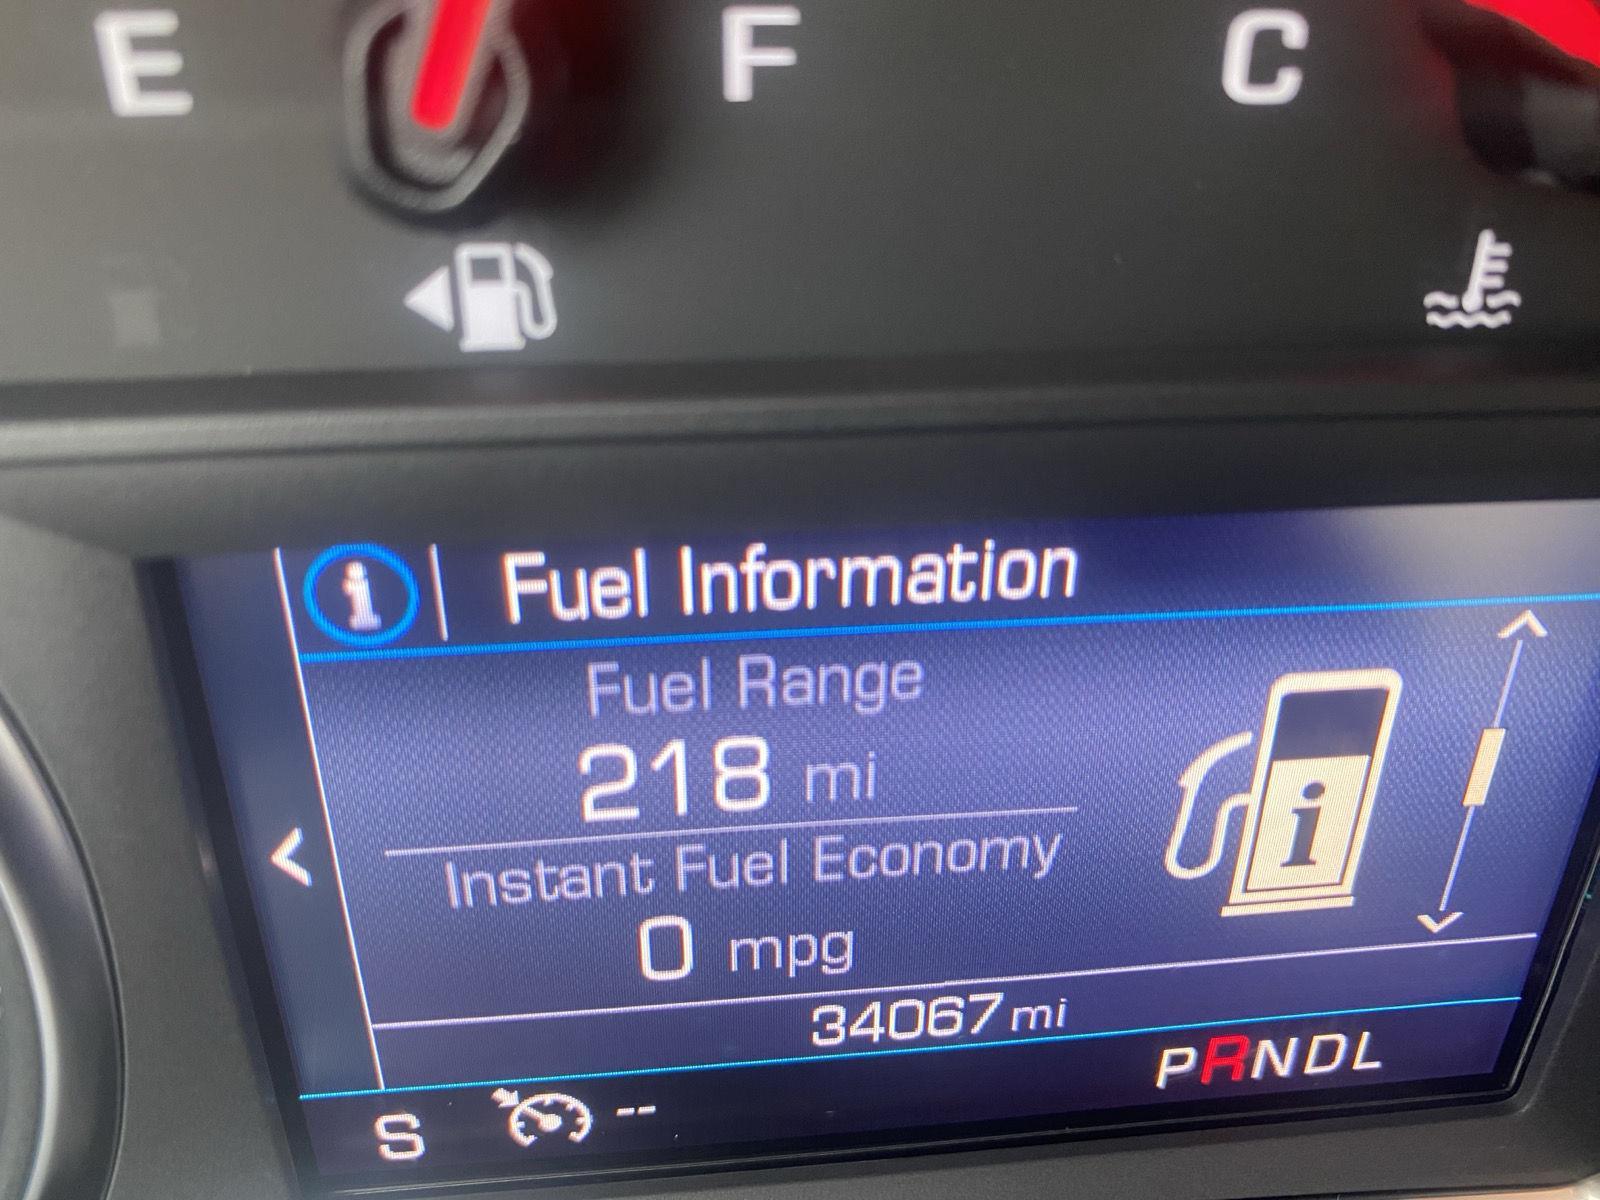 E F C
i Fuel Information
Fuel Range
218 mi
i
Instant Fuel Economy
0 mpg
34067 mi
PRNDL
S --